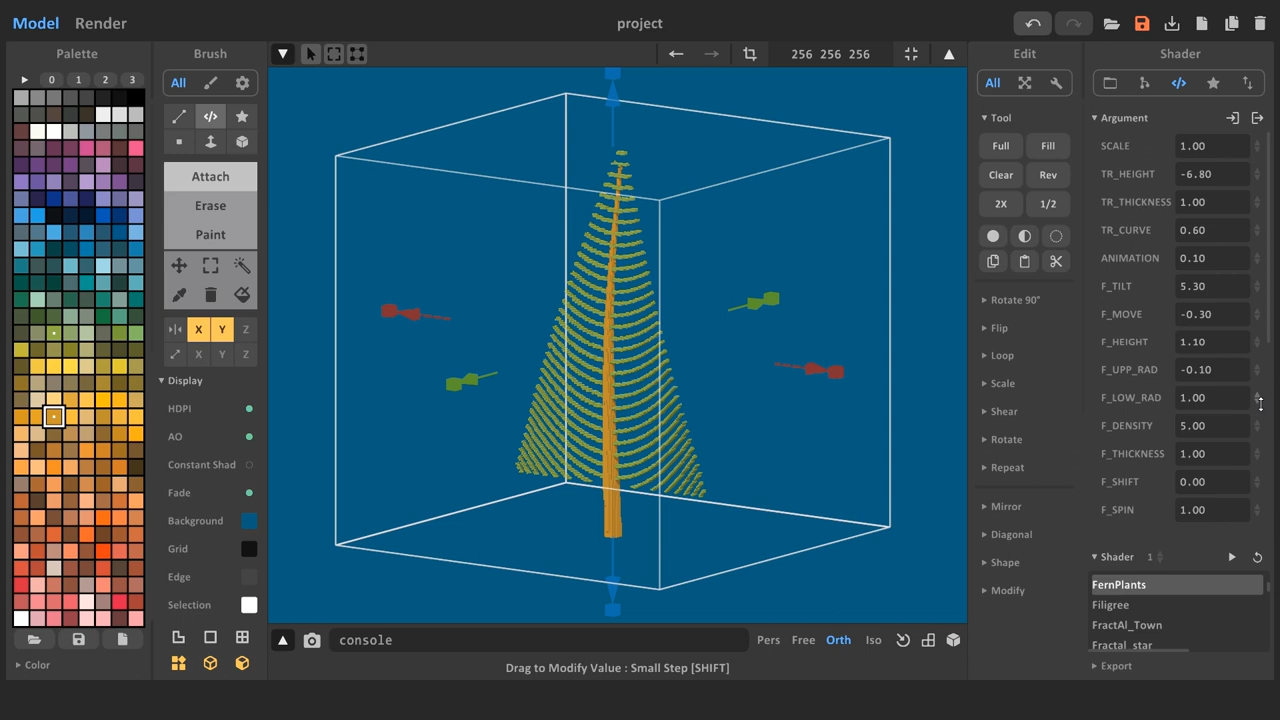 Model Render project
Palette Brush 256 256 256 Edit Shader
0 1 2 3 All All
Argument
Tool
Full Fill SCALE 1.00
Attach Clear Rev TR_HEIGHT -6.80
Erase 2X 1/2 TR_THICKNESS 1.00
Paint TR_CURVE 0.60
ANIMATION 0.10
F_TILT 5.30
Rotate 90°
X Y Z Flip F_MOVE -0.30
X Y Z Loop F_HEIGHT 1.10
Display Scale F_UPP_RAD -0.10
HDPI Shear F_LOW_RAD 1.00
AO Rotate F_DENSITY 5.00
Constant Shad Repeat F_THICKNESS 1.00
Fade F_SHIFT 0.00
Background Mirror F_SPIN 1.00
Grid Diagonal Shader 1
Edge Shape FernPlants
Selection Modify Filigree
FractAl_Town
console Pers Free Orth Iso Fractal_star
Color Drag to Modify Value : Small Step [SHIFT] Export